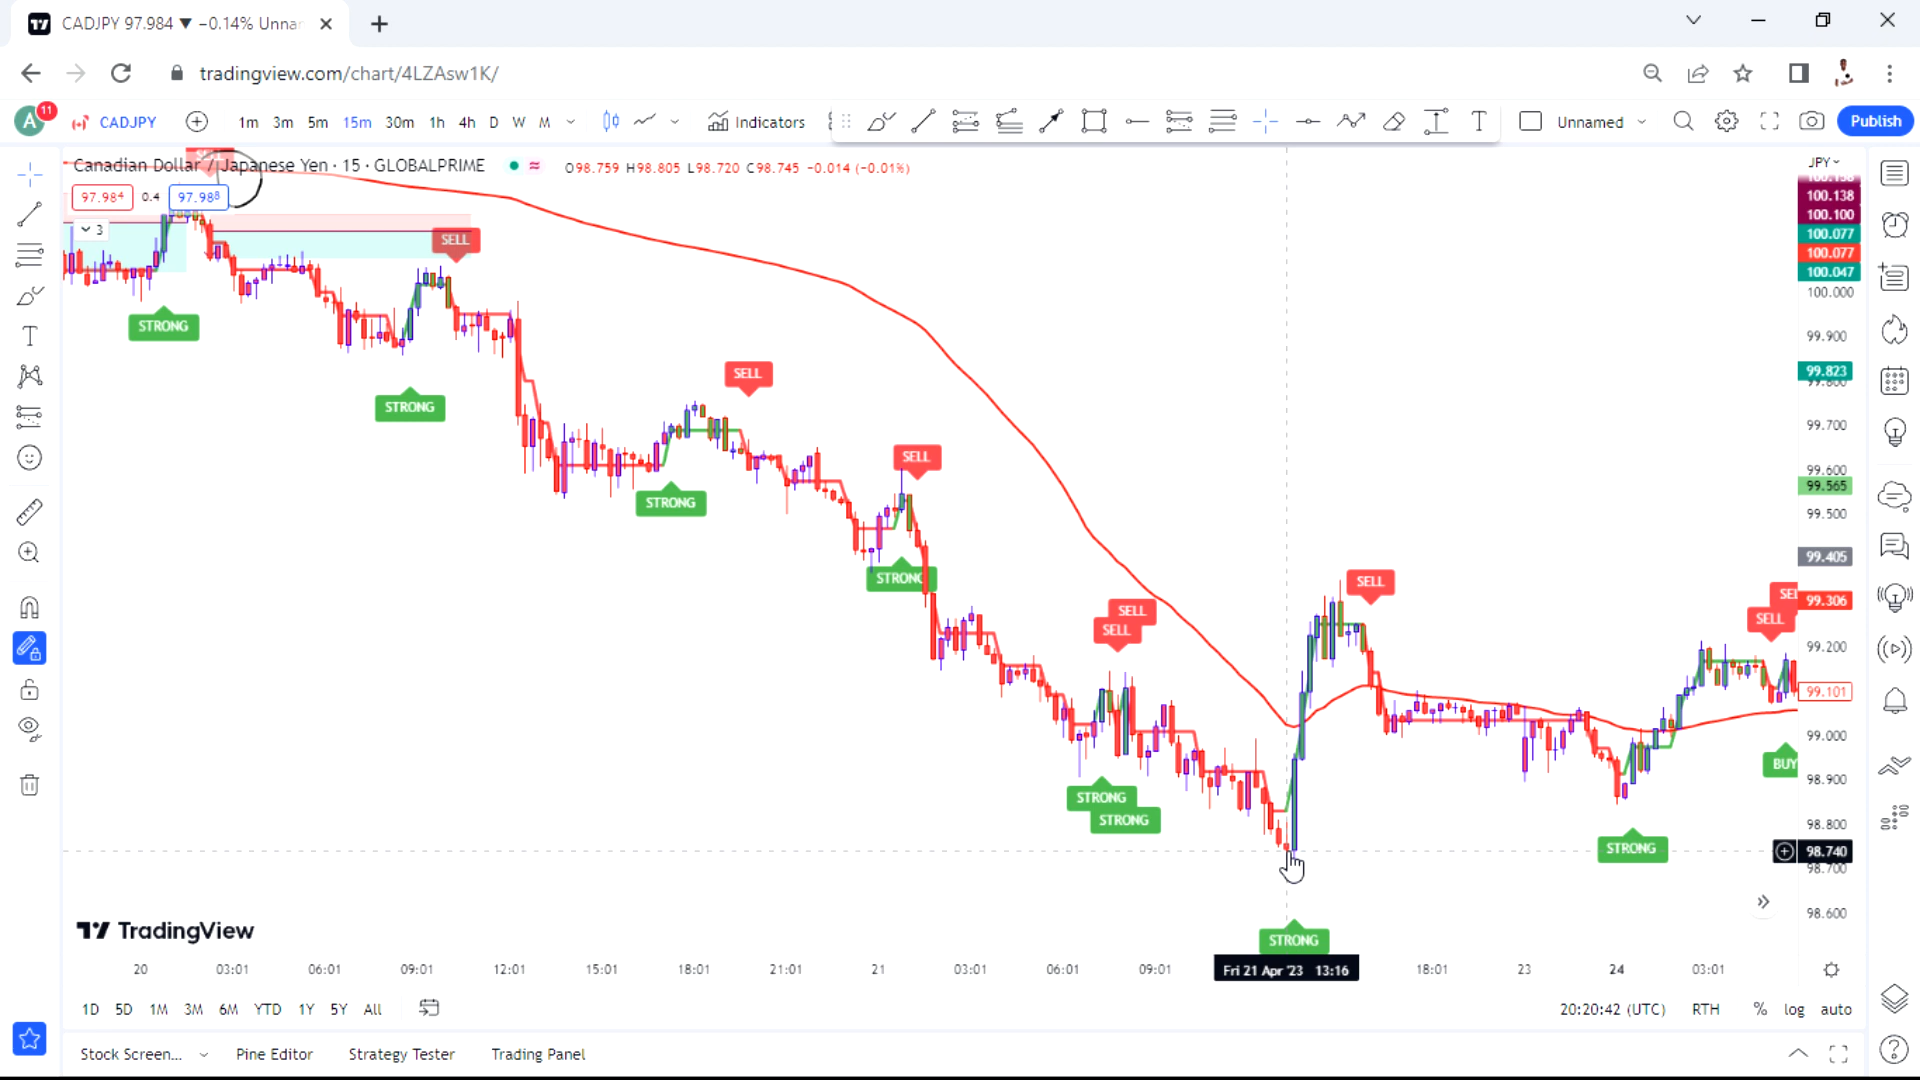 CADJPY 97.984 ▼ −0.14% Unna
tradingview.com/chart/4LZAsw1K/
A 11 CADJPY 1m 3m 5m 15m 30m 1h 4h D W M Indicators T Unnamed Publish
Canadian Dollar / Japanese Yen · 15 · GLOBALPRIME O98.759 H98.805 L98.720 C98.745 -0.014 (-0.01%)
97.984 0.4 97.988
3
JPY
100.138
100.100
100.077
100.077
100.047
100.000
99.900
99.823
99.800
99.700
99.600
99.565
99.500
99.405
99.306
99.200
99.101
99.000
98.900
98.800
98.740
98.700
98.600
SELL
STRONG
STRONG
SELL
STRONG
SELL
STRONG
SELL
SELL
STRONG
STRONG
SELL
STRONG
SELL
BUY
STRONG
TradingView
20 03:01 06:01 09:01 12:01 15:01 18:01 21:01 21 03:01 06:01 09:01 Fri 21 Apr '23 13:16 18:01 23 24 03:01
1D 5D 1M 3M 6M YTD 1Y 5Y All 20:20:42 (UTC) RTH % log auto
Stock Screen... Pine Editor Strategy Tester Trading Panel